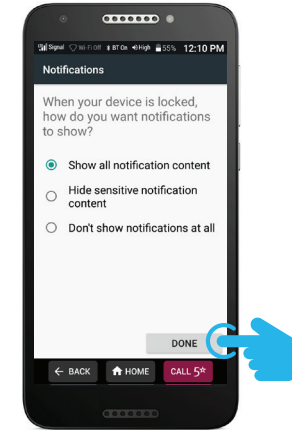 Signal Wi-Fi Off BT On High 55% 12:10 PM
Notifications
When your device is locked,
how do you want notifications
to show?
Show all notification content
Hide sensitive notification
content
Don't show notifications at all
DONE
BACK HOME CALL 5☆